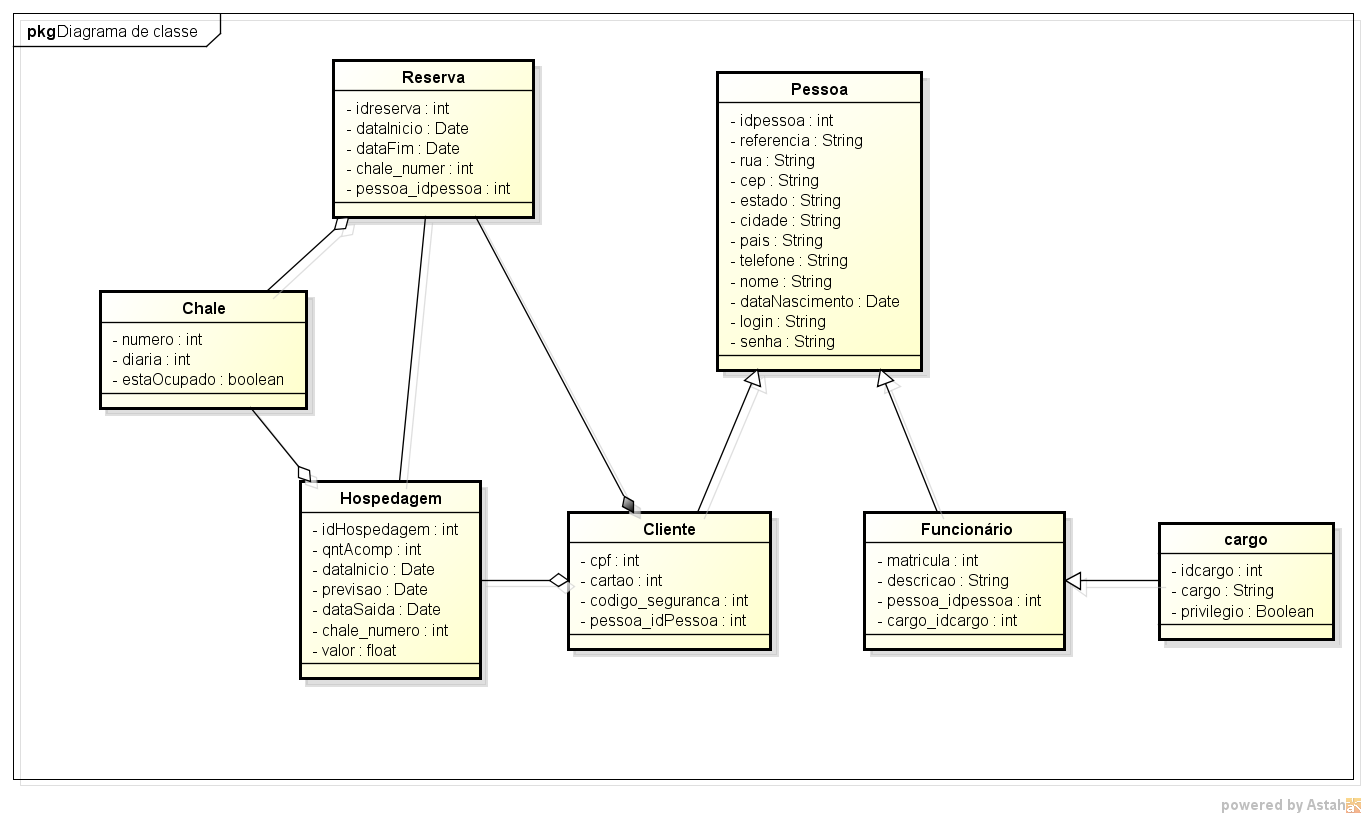 pkg Diagrama de classe
Reserva
- idreserva : int
- dataInicio : Date
- dataFim : Date
- chale_numer : int
- pessoa_idpessoa : int
Pessoa
- idpessoa : int
- referencia : String
- rua : String
- cep : String
- estado : String
- cidade : String
- pais : String
- telefone : String
- nome : String
- dataNascimento : Date
- login : String
- senha : String
Chale
- numero : int
- diaria : int
- estaOcupado : boolean
Hospedagem
- idHospedagem : int
- qntAcomp : int
- dataInicio : Date
- previsao : Date
- dataSaida : Date
- chale_numero : int
- valor : float
Cliente
- cpf : int
- cartao : int
- codigo_seguranca : int
- pessoa_idPessoa : int
Funcionário
- matricula : int
- descricao : String
- pessoa_idpessoa : int
- cargo_idcargo : int
cargo
- idcargo : int
- cargo : String
- privilegio : Boolean
powered by Astah